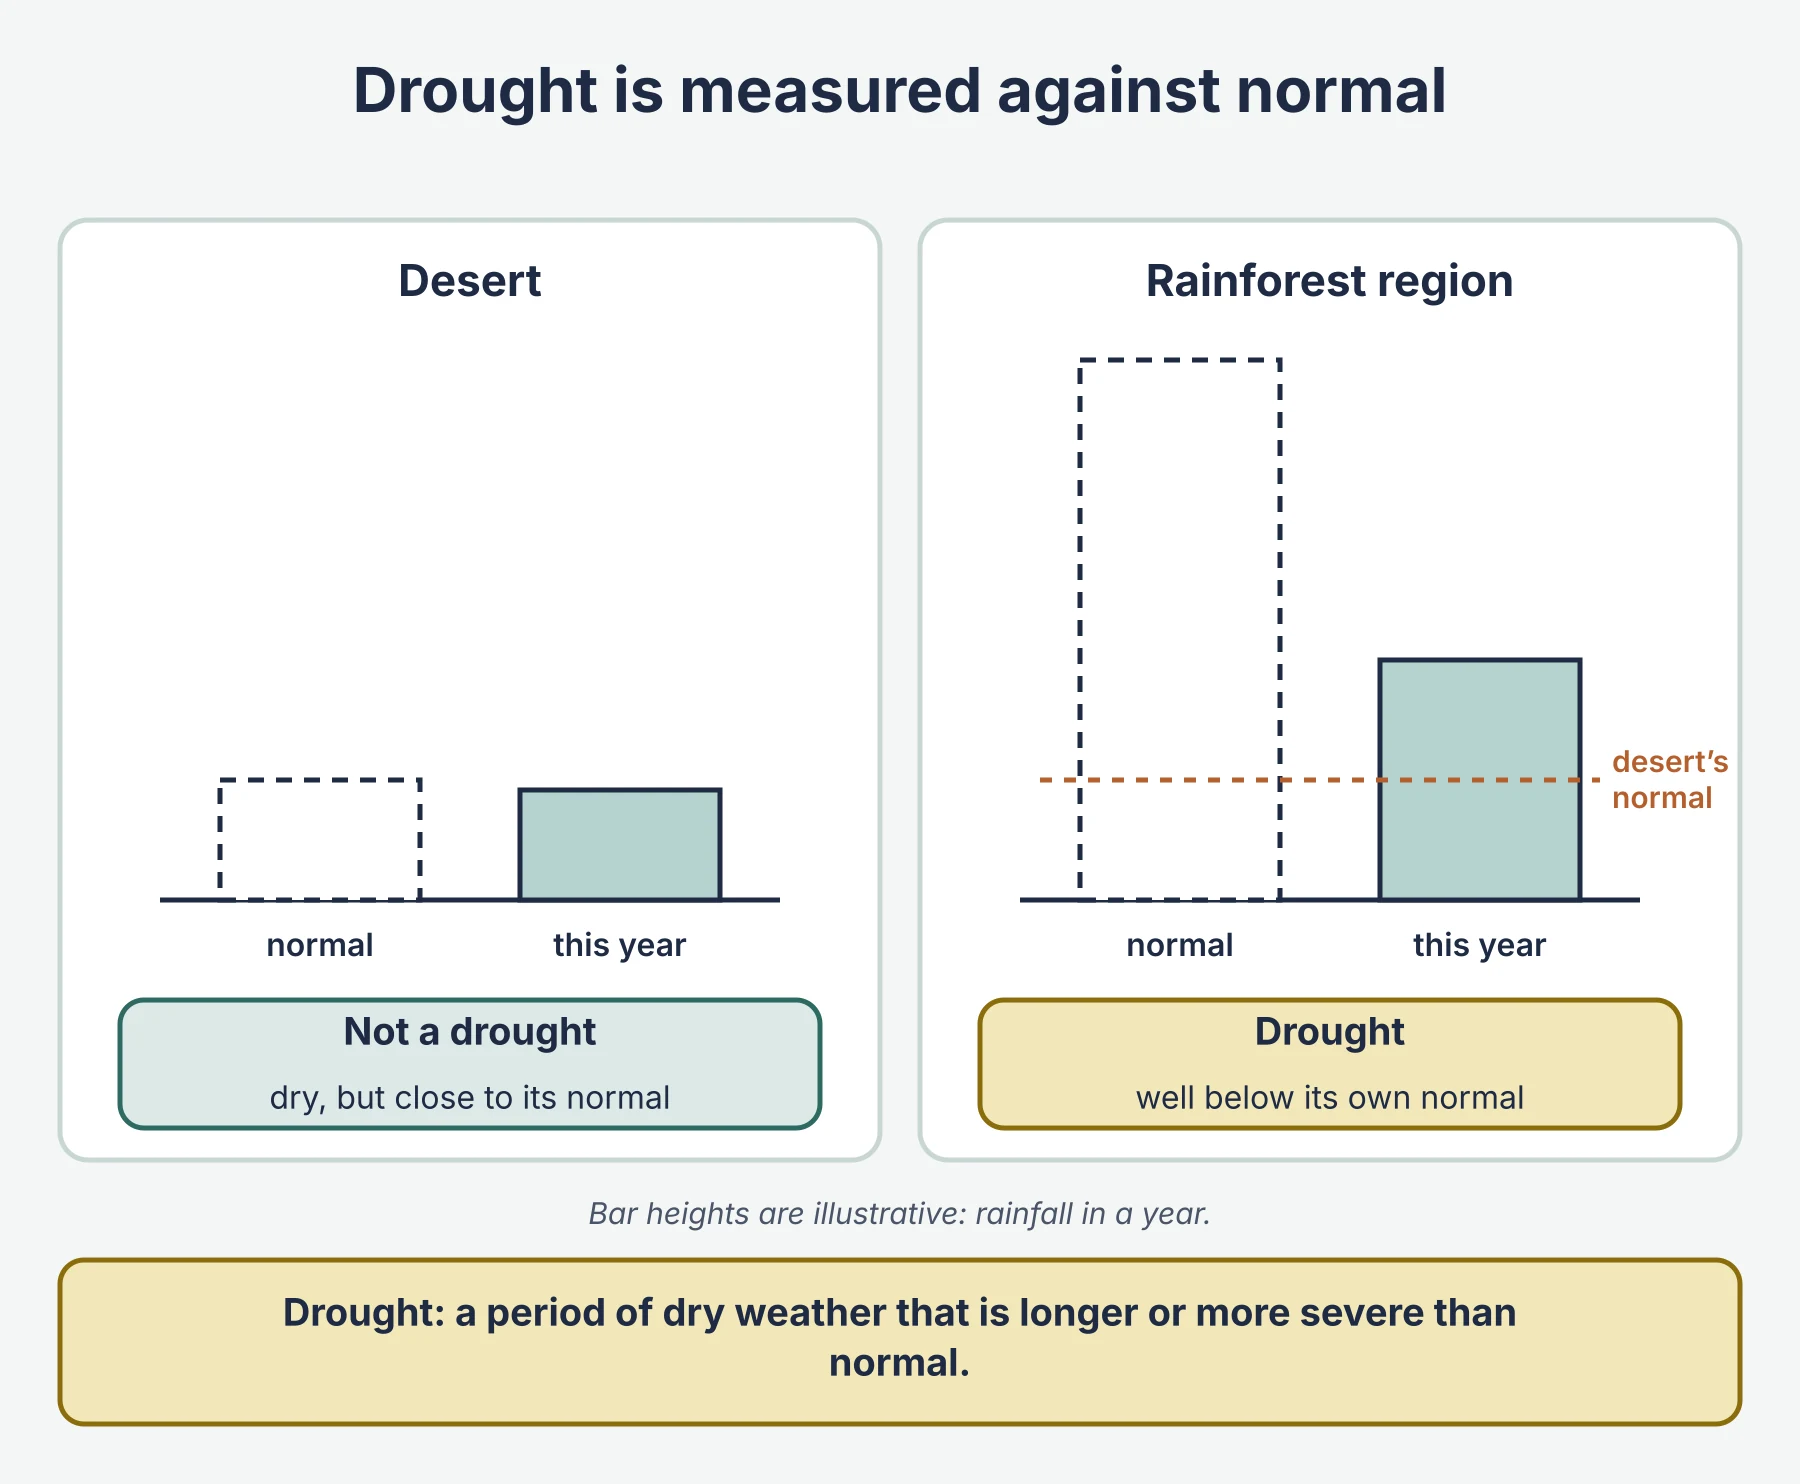 Drought is measured against normal
Desert
normal
this year
Not a drought
dry, but close to its normal
Rainforest region
desert’s
normal
normal
this year
Drought
well below its own normal
Bar heights are illustrative: rainfall in a year.
Drought: a period of dry weather that is longer or more severe than
normal.